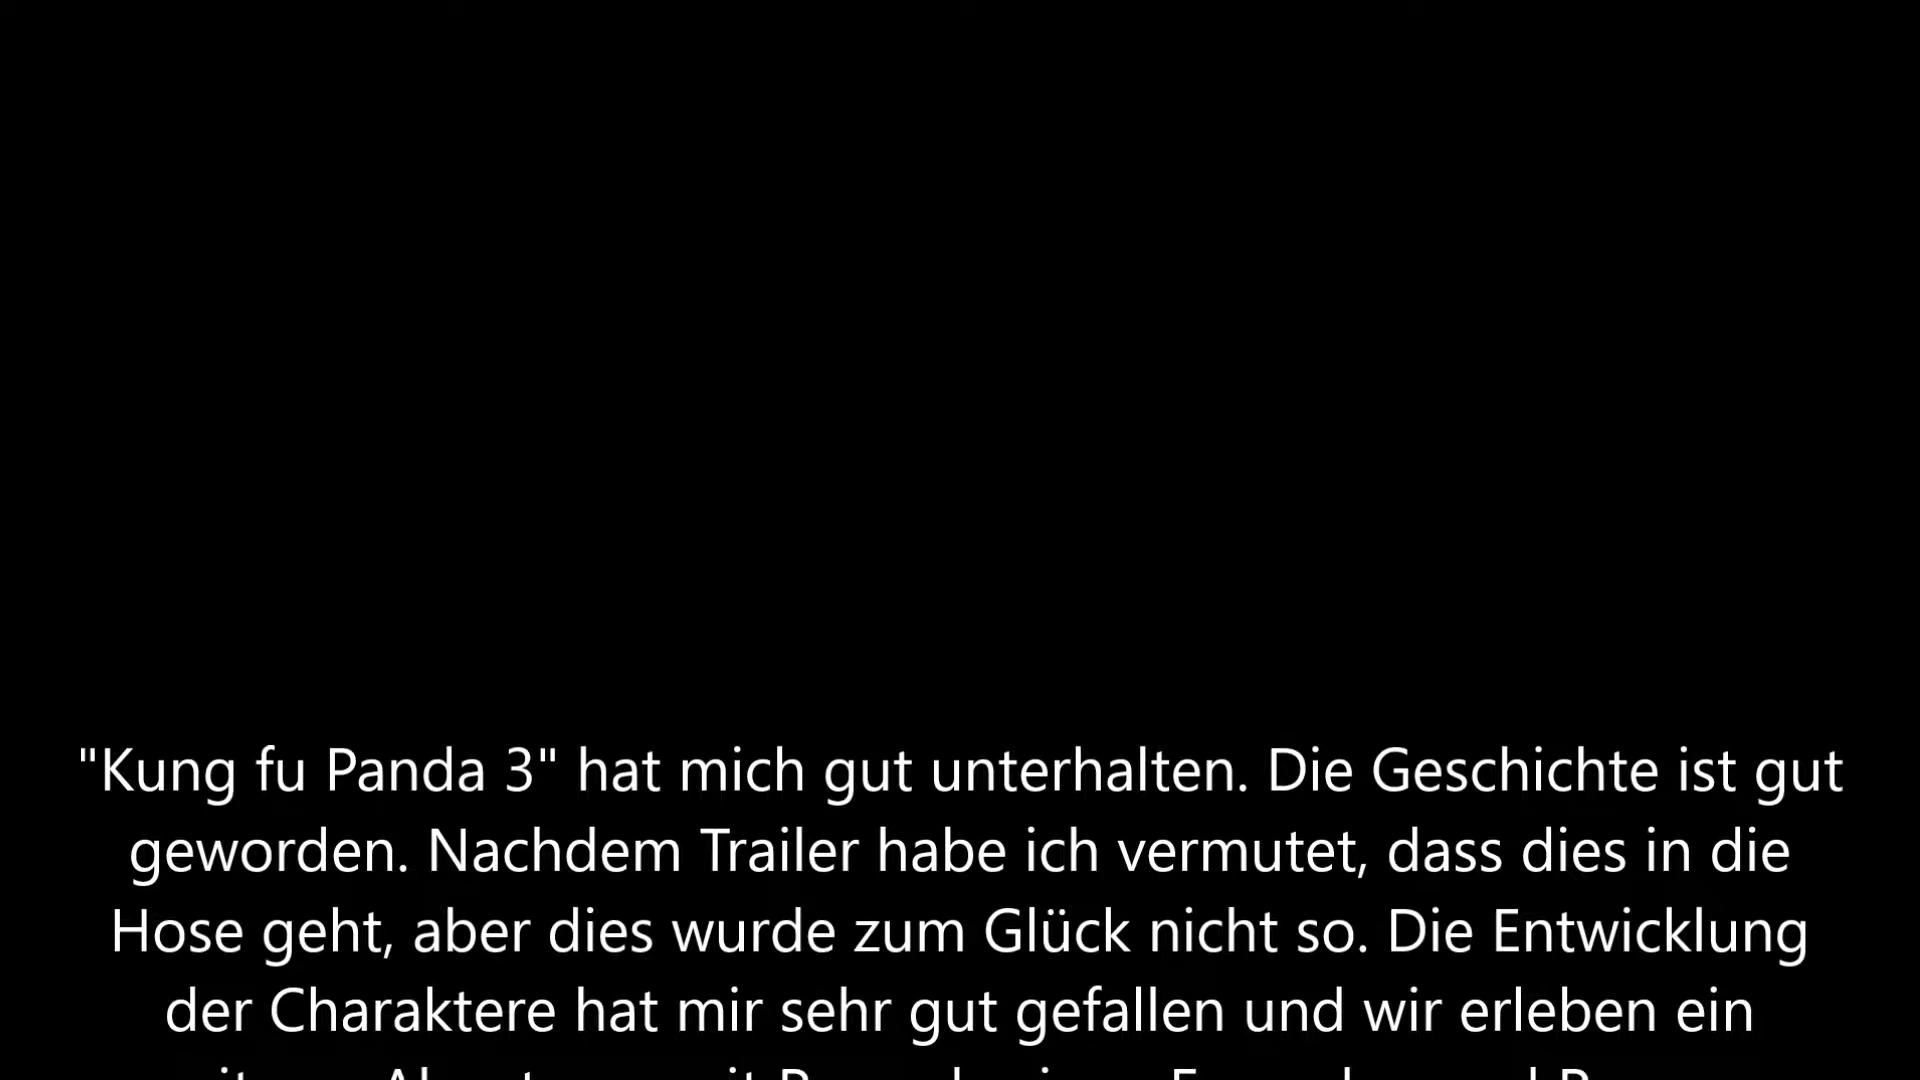 "Kung fu Panda 3" hat mich gut unterhalten. Die Geschichte ist gut
geworden. Nachdem Trailer habe ich vermutet, dass dies in die
Hose geht, aber dies wurde zum Glück nicht so. Die Entwicklung
der Charaktere hat mir sehr gut gefallen und wir erleben ein